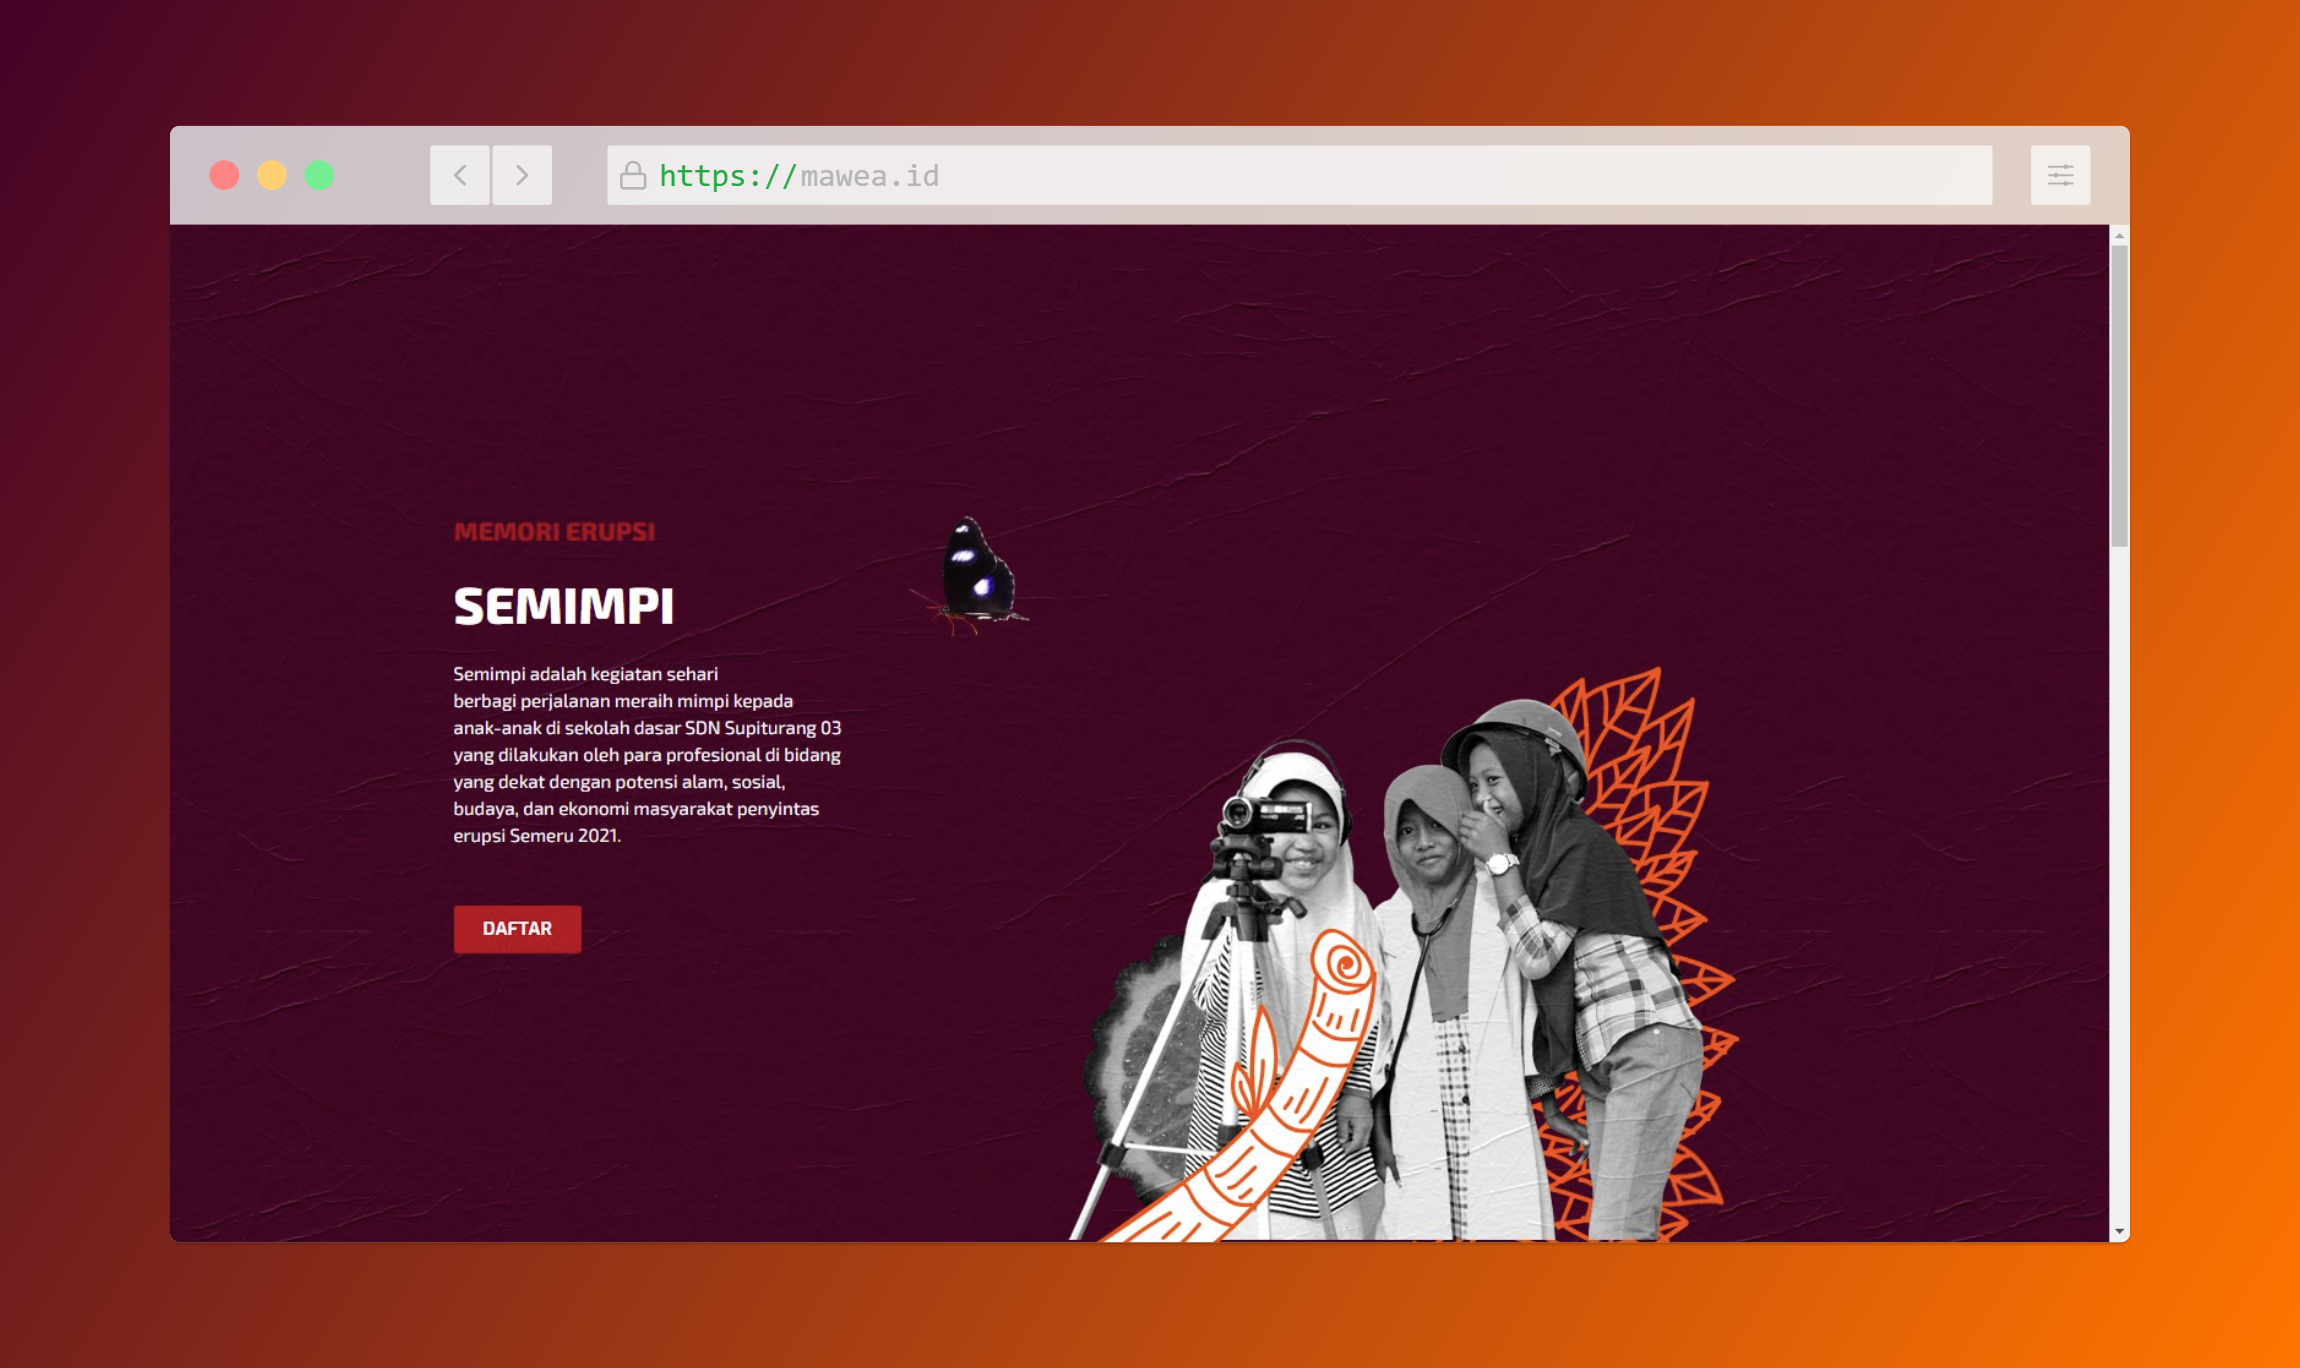 https://mawea.id
MEMORI ERUPSI
SEMIMPI
Semimpi adalah kegiatan sehari
berbagi perjalanan meraih mimpi kepada
anak-anak di sekolah dasar SDN Supiturang 03
yang dilakukan oleh para profesional di bidang
yang dekat dengan potensi alam, sosial,
budaya, dan ekonomi masyarakat penyintas
erupsi Semeru 2021.
DAFTAR